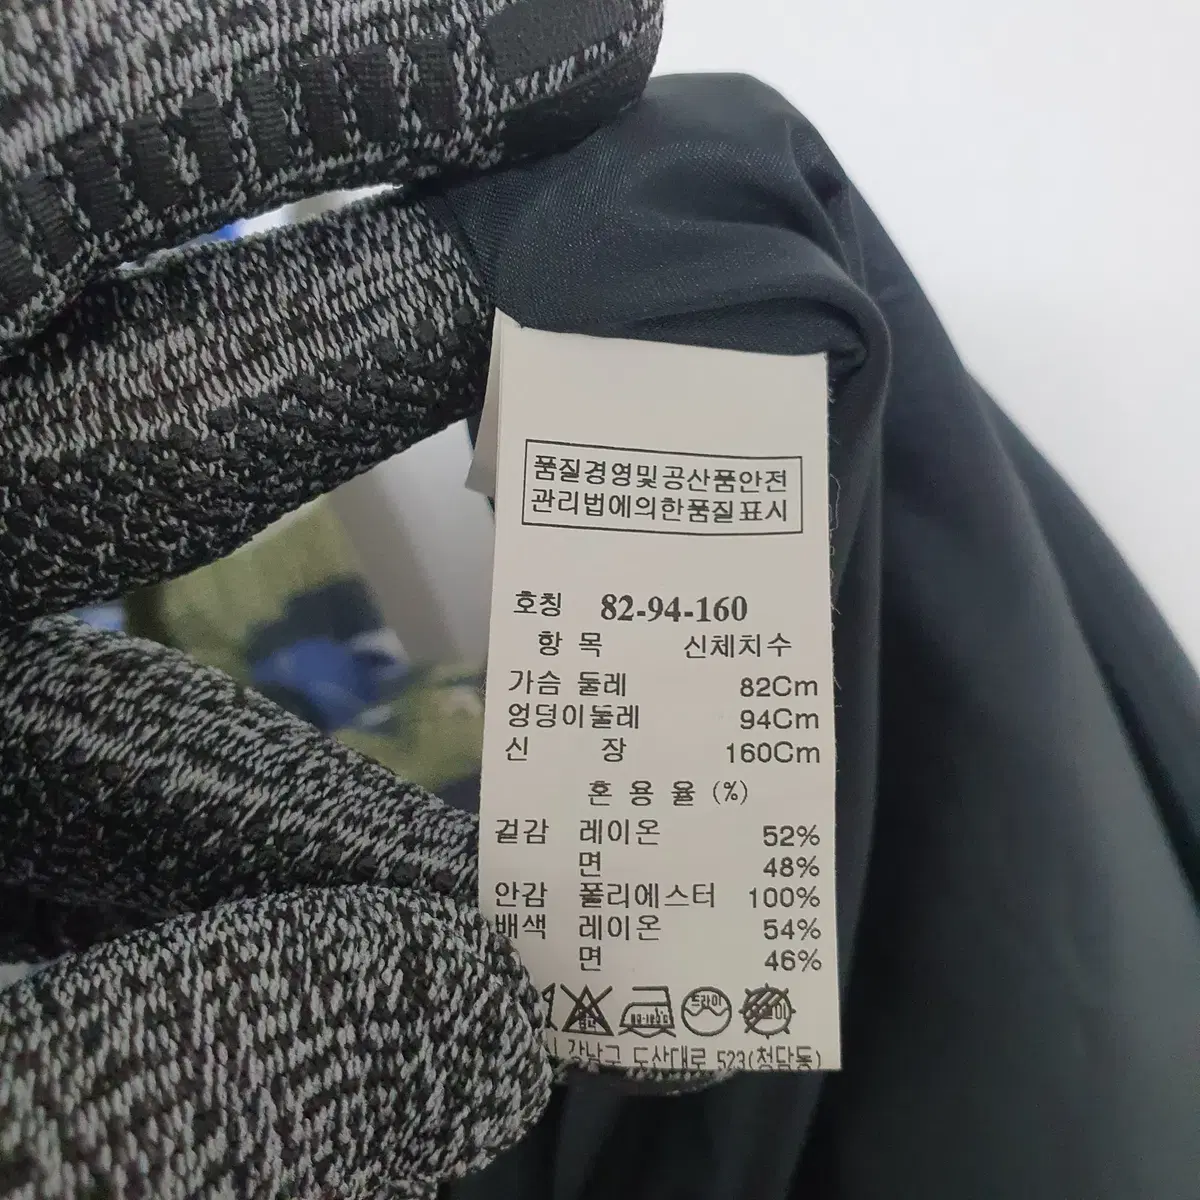 품질경영및공산품안전
관리법에의한품질표시
호칭 82-94-160
항 목 신체치수
가슴 둘레 82Cm
엉덩이둘레 94Cm
신 장 160Cm
혼 용 율 (%)
겉감 레이온 52%
면 48%
안감 폴리에스터 100%
배색 레이온 54%
면 46%
드라이
강남구 도산대로 523(청담동)